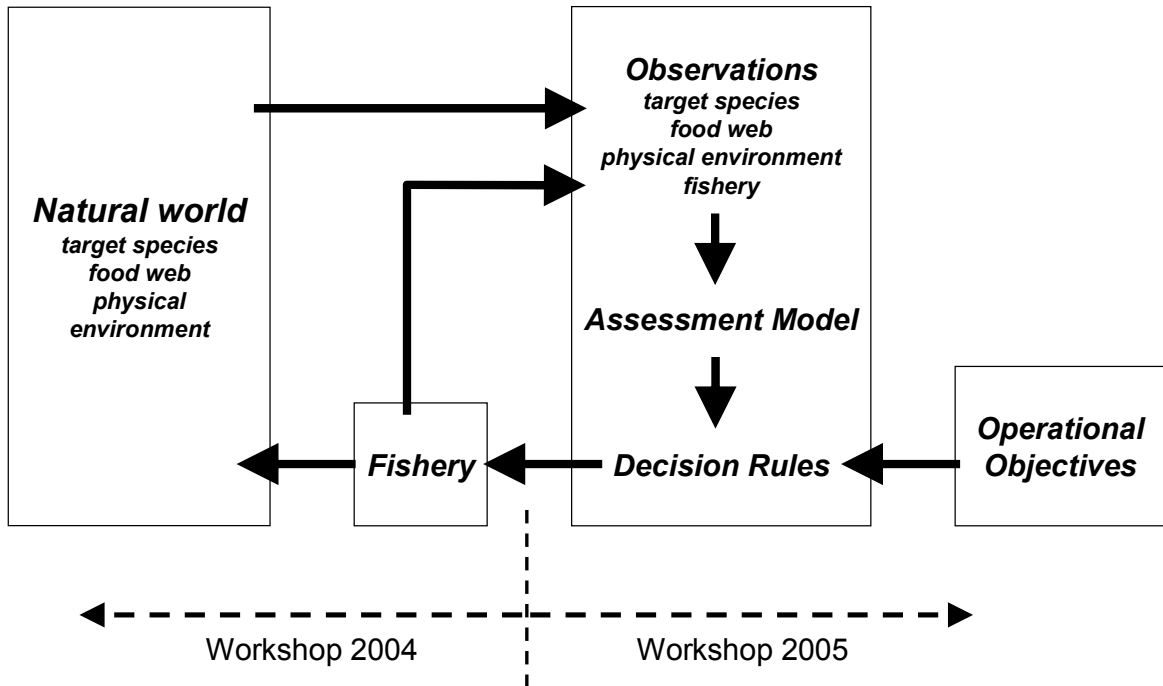 Natural world
target species
food web
physical
environment
Fishery
Observations
target species
food web
physical environment
fishery
Assessment Model
Decision Rules
Operational
Objectives
Workshop 2004
Workshop 2005